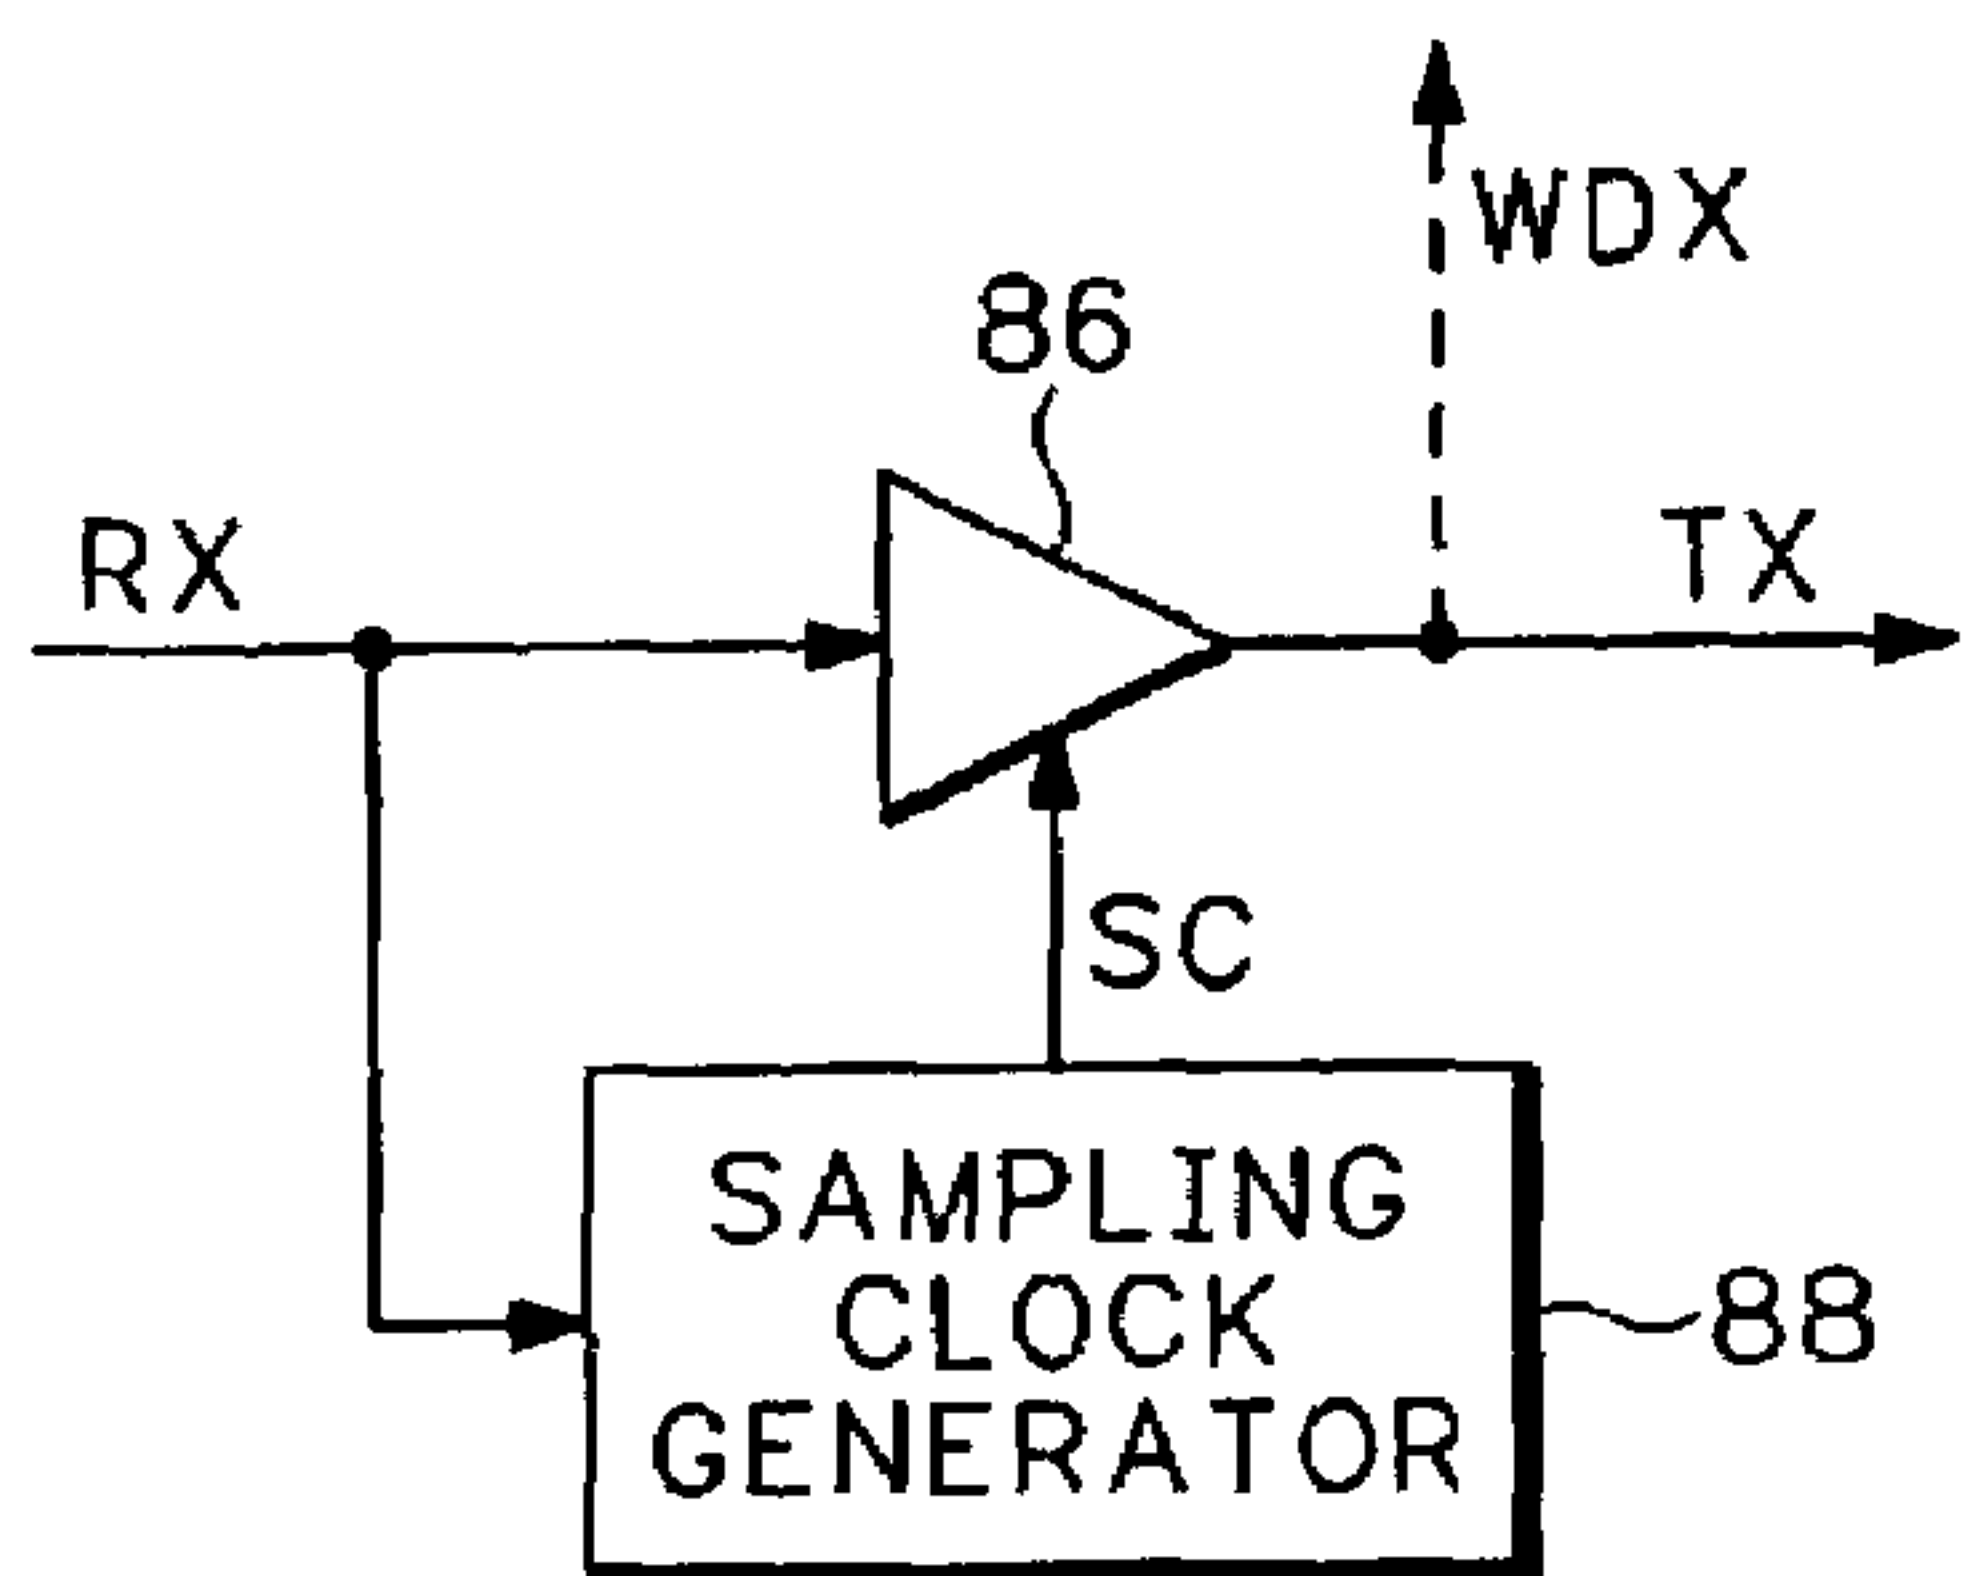 WDX
86
RX
TX
SC
SAMPLING
CLOCK
GENERATOR
88